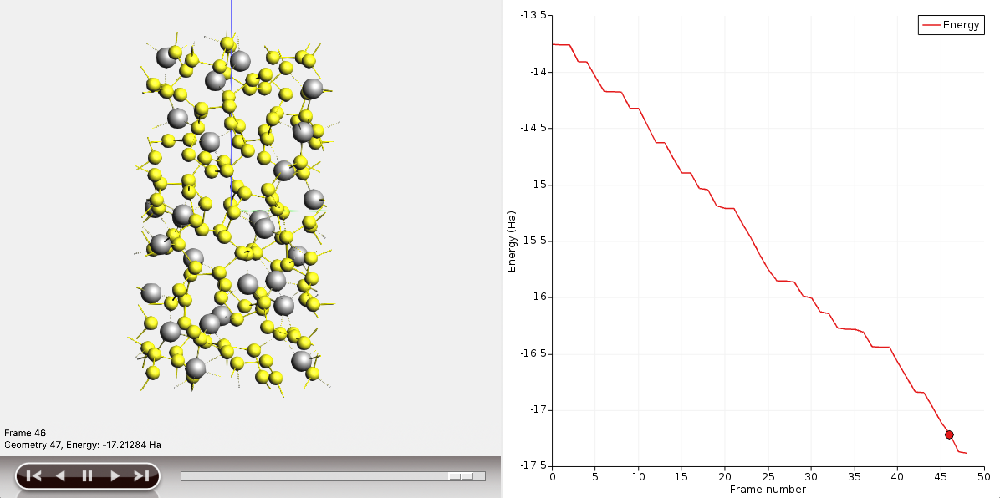 Frame 46
Geometry 47, Energy: -17.21284 Ha
Energy
-13.5
-14
-14.5
-15
-15.5
-16
-16.5
-17
-17.5
Energy (Ha)
0 5 10 15 20 25 30 35 40 45 50
Frame number